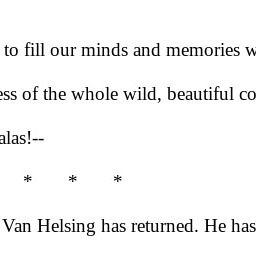 to fill our minds and memories w
ess of the whole wild, beautiful co
alas!--
* * *
Van Helsing has returned. He has